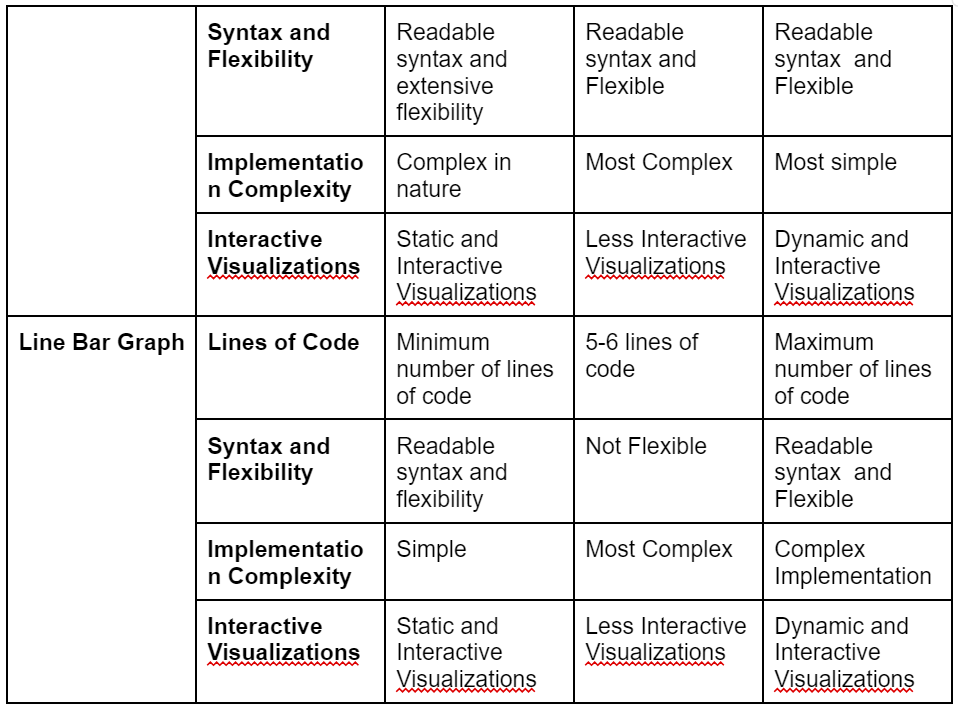 Syntax and
Flexibility
Readable
syntax and
extensive
flexibility
Readable
syntax and
Flexible
Readable
syntax  and
Flexible
Implementatio
n Complexity
Complex in
nature
Most Complex
Most simple
Interactive
Visualizations
Static and
Interactive
Visualizations
Less Interactive
Visualizations
Dynamic and
Interactive
Visualizations
Line Bar Graph
Lines of Code
Minimum
number of lines
of code
5-6 lines of
code
Maximum
number of lines
of code
Syntax and
Flexibility
Readable
syntax and
flexibility
Not Flexible
Readable
syntax  and
Flexible
Implementatio
n Complexity
Simple
Most Complex
Complex
Implementation
Interactive
Visualizations
Static and
Interactive
Visualizations
Less Interactive
Visualizations
Dynamic and
Interactive
Visualizations